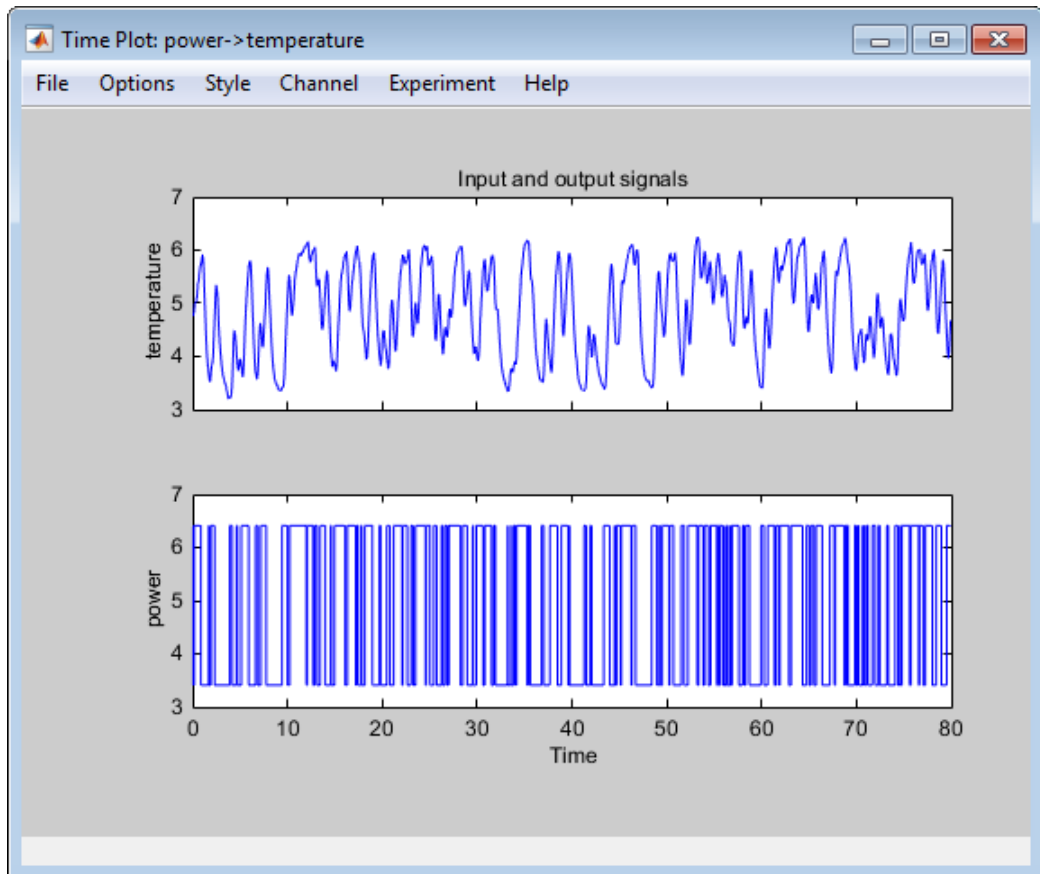 Time Plot: power->temperature
File Options Style Channel Experiment Help
Input and output signals
7
6
5
4
3
temperature
7
6
5
4
3
power
0 10 20 30 40 50 60 70 80
Time